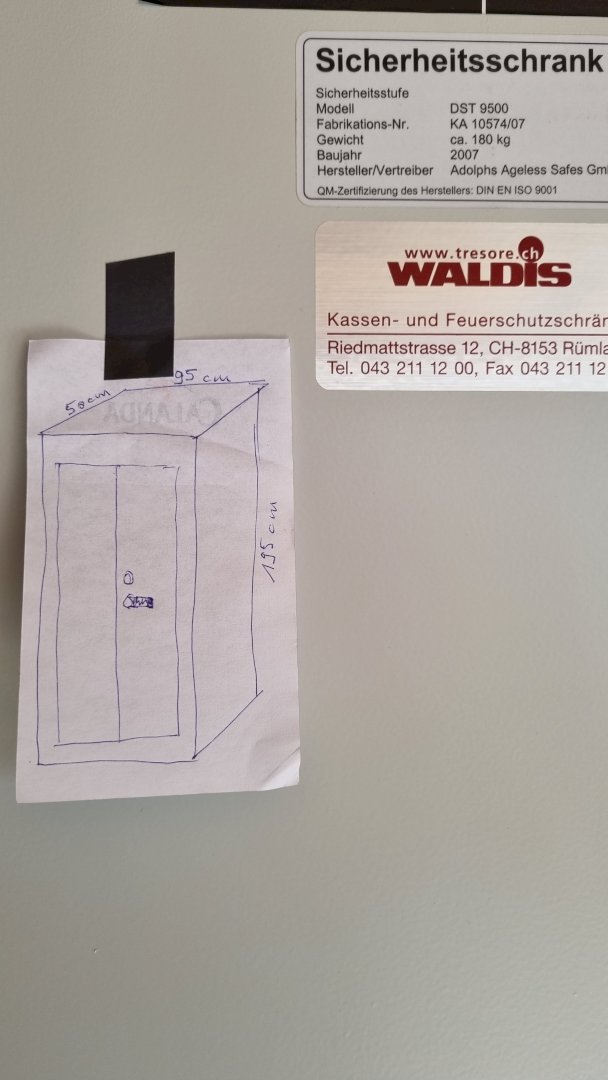 Sicherheitsschrank
Sicherheitsstufe
Modell DST 9500
Fabrikations-Nr. KA 10574/07
Gewicht ca. 180 kg
Baujahr 2007
Hersteller/Vertreiber Adolphs Ageless Safes
QM-Zertifizierung des Herstellers: DIN EN ISO 9001
www.tresore.ch
WALDIS
Kassen- und
Riedmattstrasse 12, CH-8153
Tel. 043 211 12 00, Fax 043 211 12
95 cm
50 cm
CALANDA
195 cm